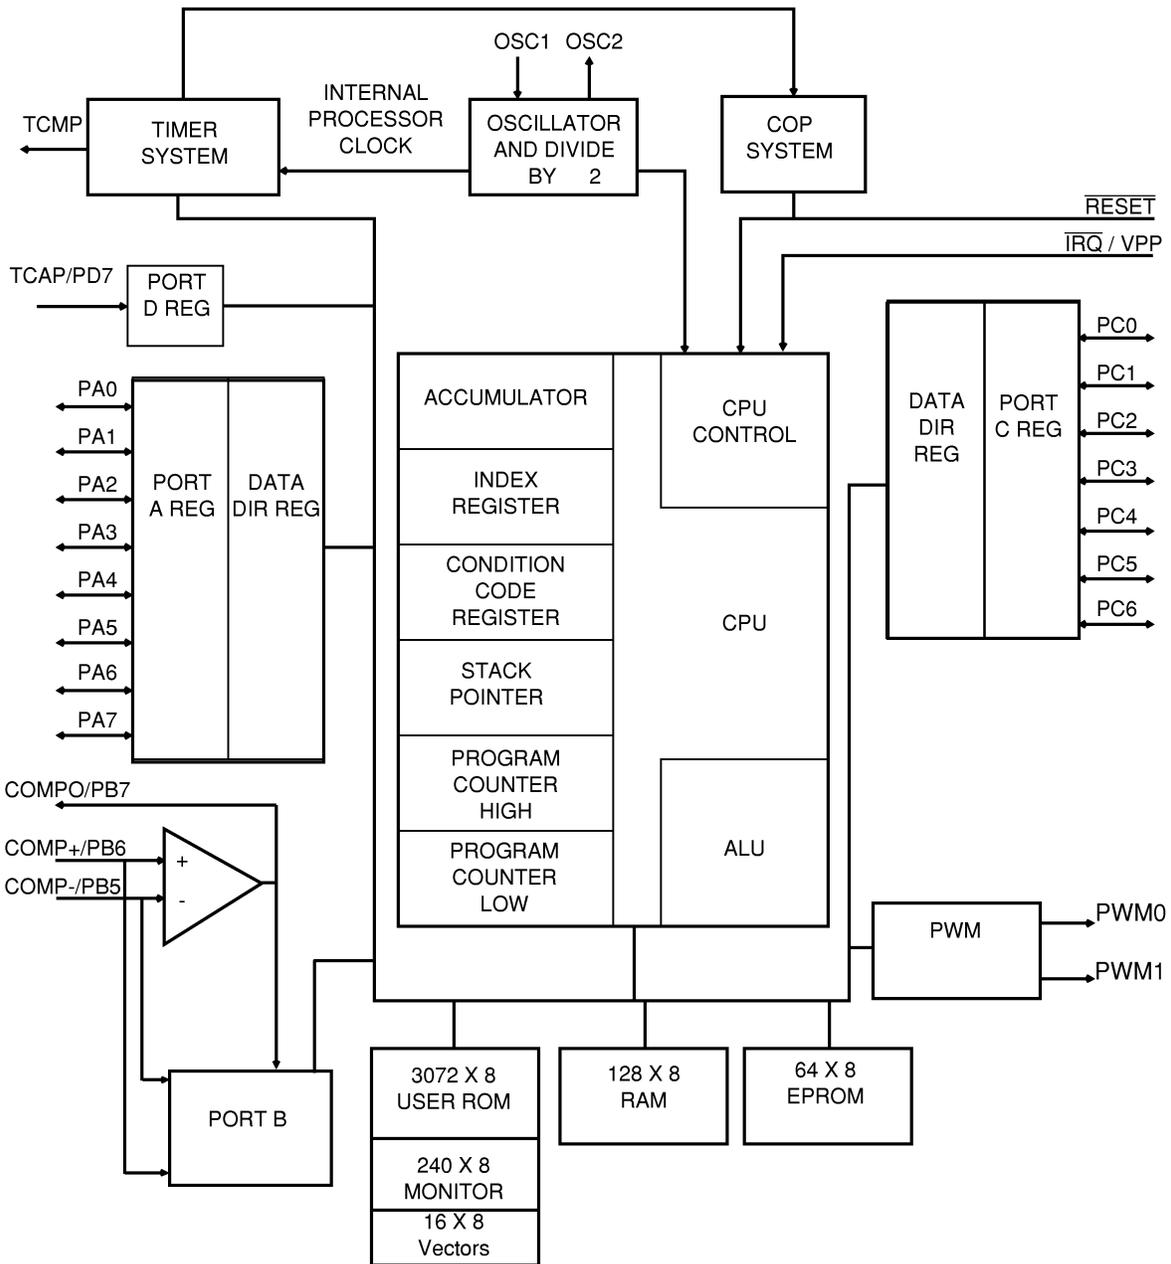 OSC1 OSC2
TCMP
TIMER
SYSTEM
INTERNAL
PROCESSOR
CLOCK
OSCILLATOR
AND DIVIDE
BY 2
COP
SYSTEM
RESET
IRQ / VPP
TCAP/PD7
PORT
D REG
PA0
PA1
PA2
PA3
PA4
PA5
PA6
PA7
PORT
A REG
DATA
DIR REG
ACCUMULATOR
INDEX
REGISTER
CONDITION
CODE
REGISTER
STACK
POINTER
PROGRAM
COUNTER
HIGH
PROGRAM
COUNTER
LOW
CPU
CONTROL
CPU
ALU
DATA
DIR
REG
PORT
C REG
PC0
PC1
PC2
PC3
PC4
PC5
PC6
COMPO/PB7
COMP+/PB6
COMP-/PB5
+
-
PORT B
PWM
PWM0
PWM1
3072 X 8
USER ROM
240 X 8
MONITOR
16 X 8
Vectors
128 X 8
RAM
64 X 8
EPROM